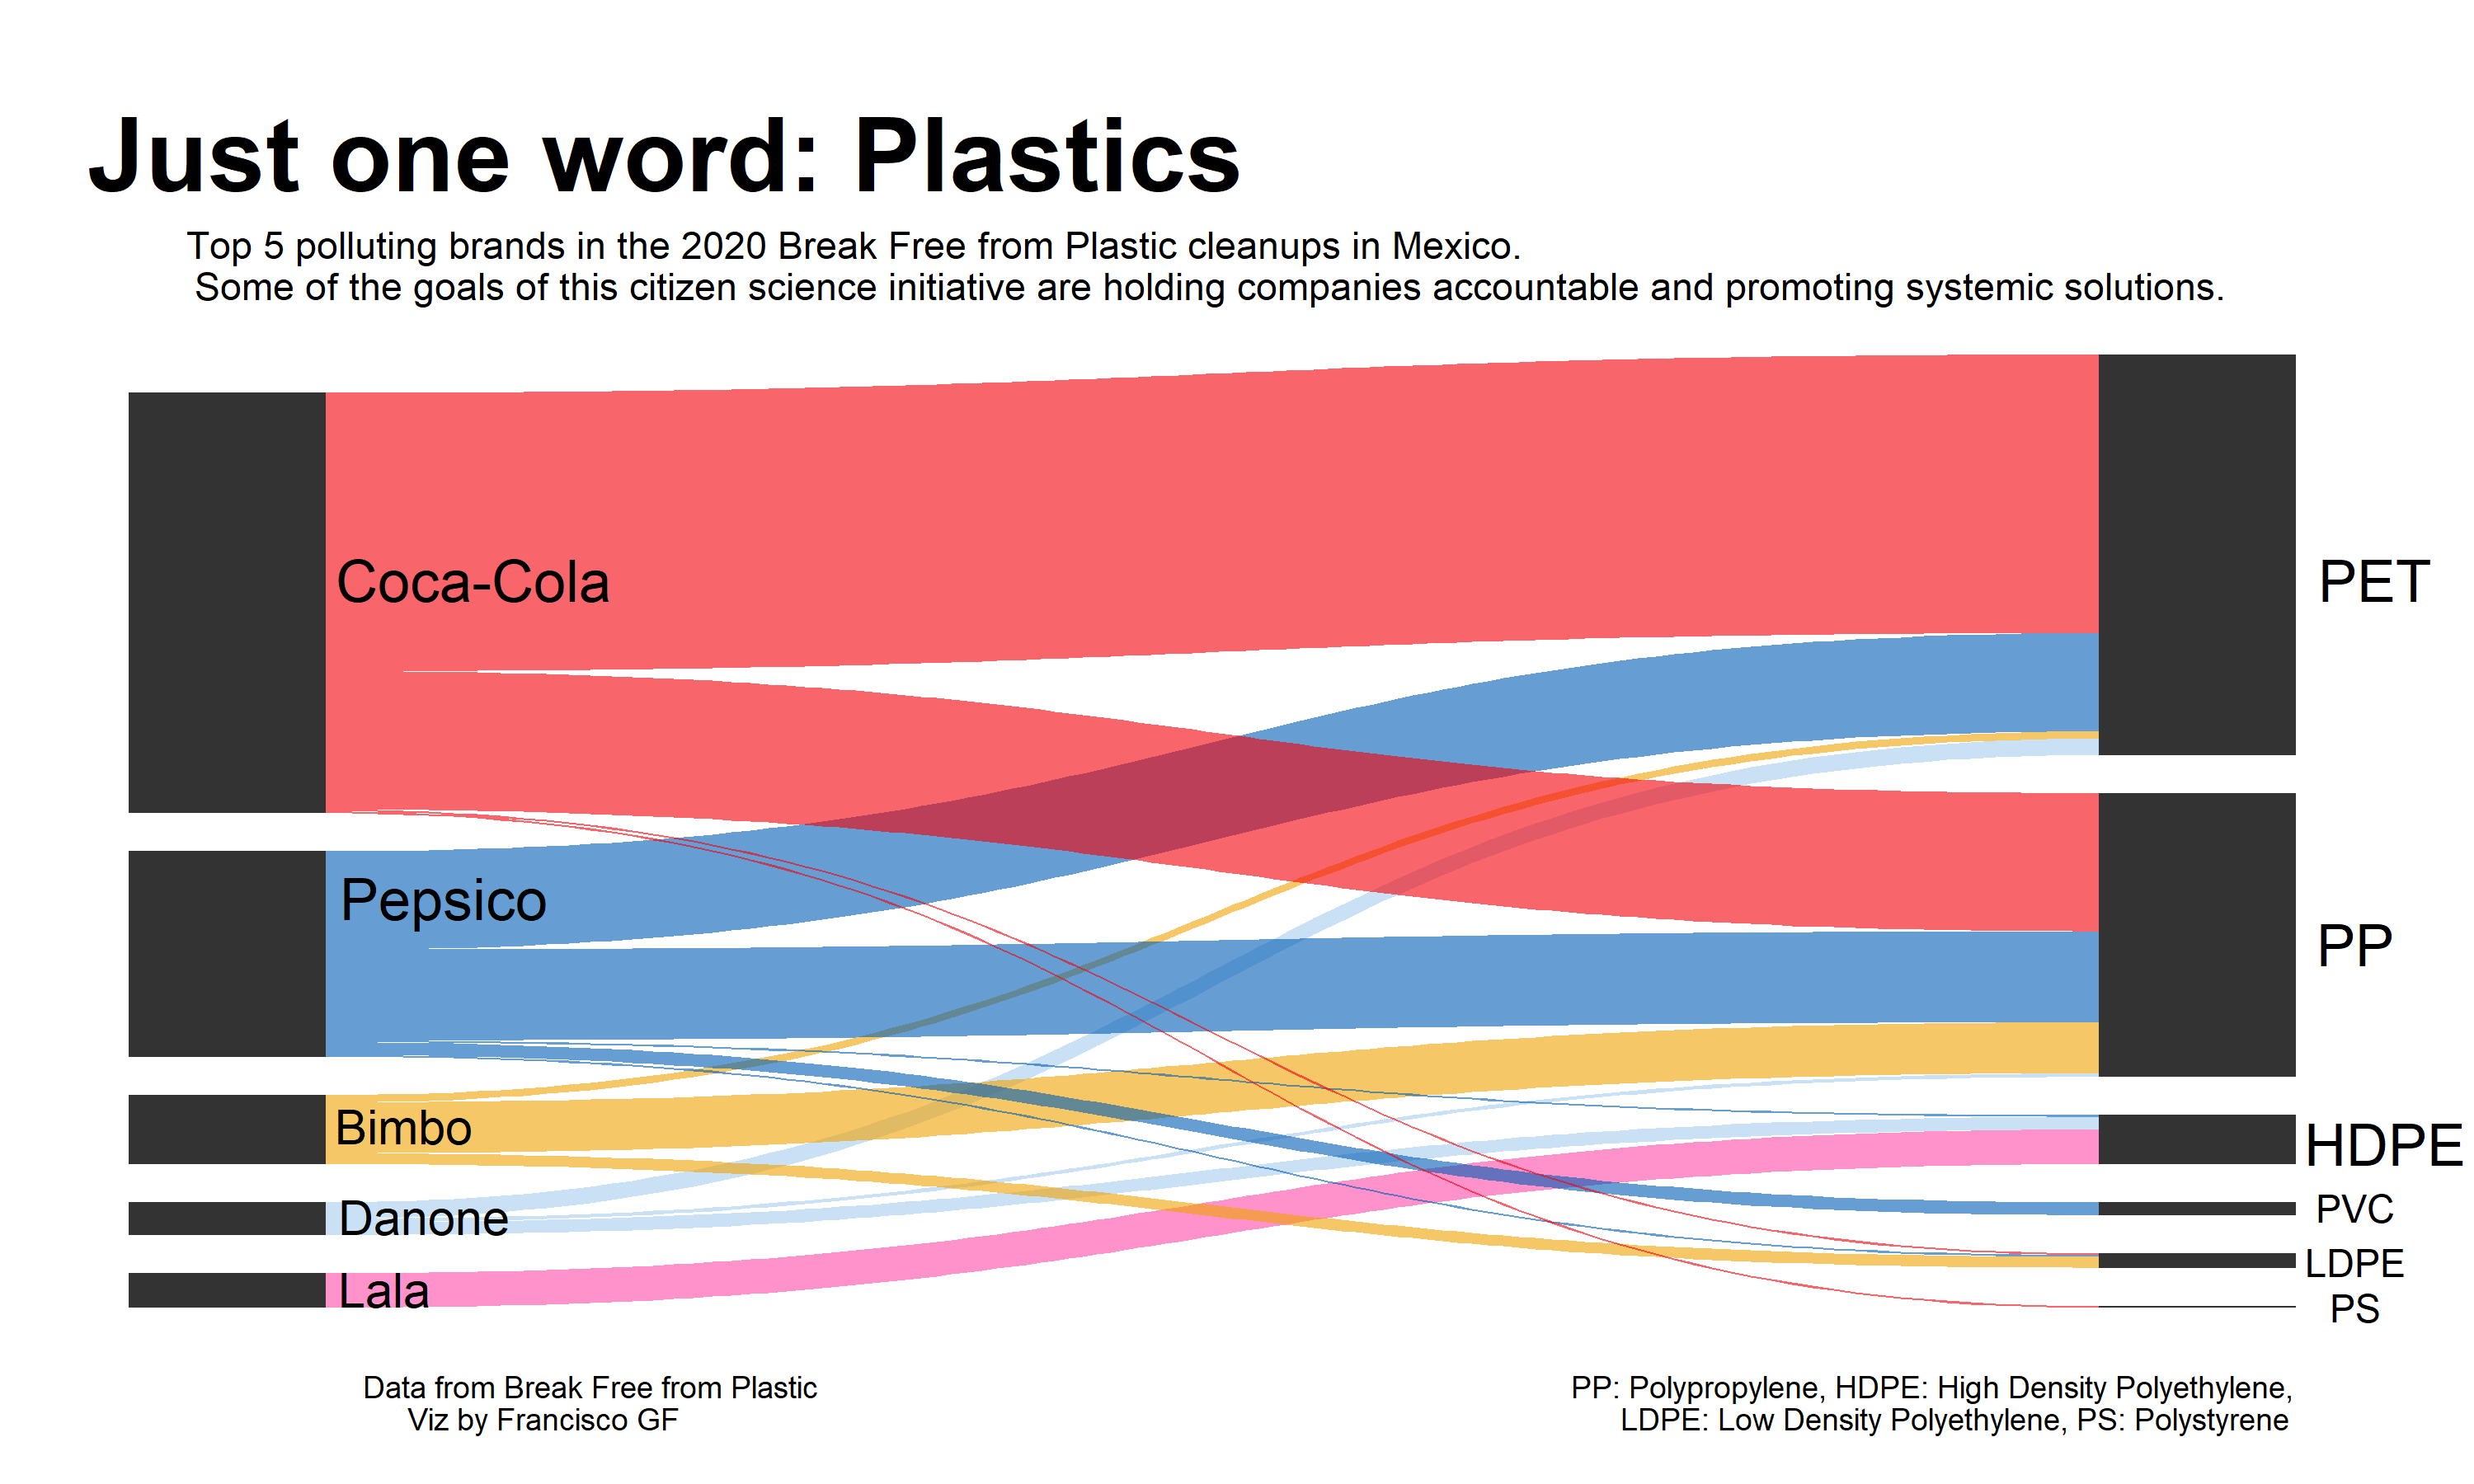 Just one word: Plastics
Top 5 polluting brands in the 2020 Break Free from Plastic cleanups in Mexico.
Some of the goals of this citizen science initiative are holding companies accountable and promoting systemic solutions.
Coca-Cola
Pepsico
Bimbo
Danone
Lala
PET
PP
HDPE
PVC
LDPE
PS
Data from Break Free from Plastic
Viz by Francisco GF
PP: Polypropylene, HDPE: High Density Polyethylene,
LDPE: Low Density Polyethylene, PS: Polystyrene